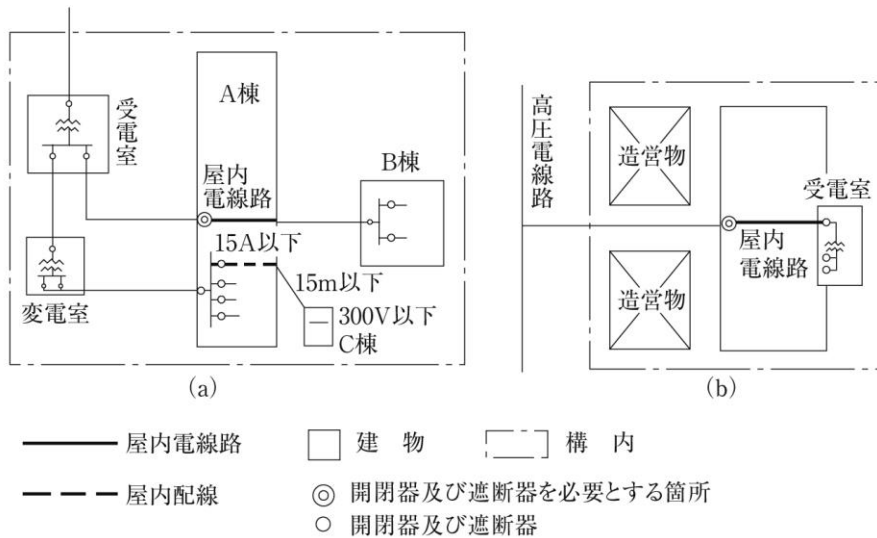 受電室
A棟
屋内
電線路
B棟
15A以下
15m以下
300V以下
C棟
変電室
(a)
高圧電線路
造営物
受電室
屋内
電線路
造営物
(b)
屋内電線路
建 物
構 内
屋内配線
開閉器及び遮断器を必要とする箇所
開閉器及び遮断器